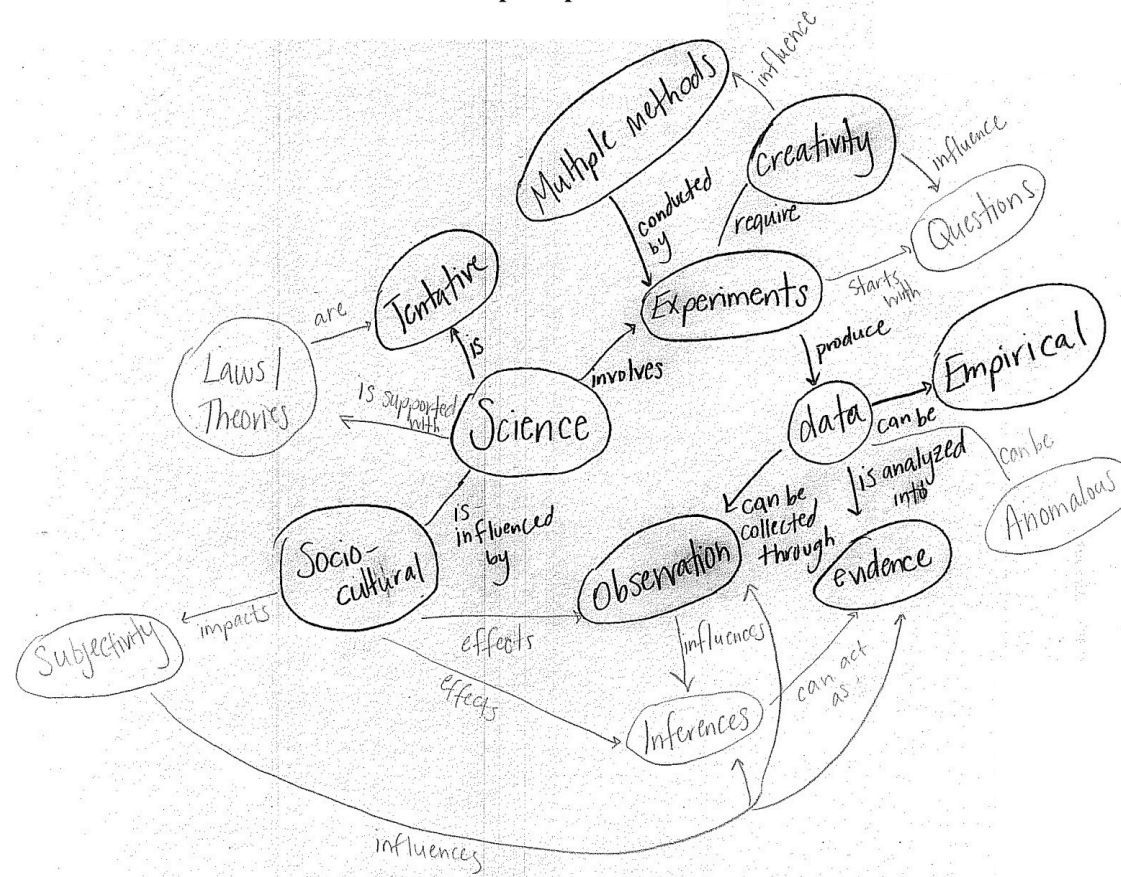 influence
Multiple methods
Creativity
influence
Questions
conducted
by
require
Experiments
starts
with
Tentative
are
is
Laws/
Theories
is supported
with
Science
involves
produce
data
can be
Empirical
can be
Anomalous
is analyzed
into
can be
collected
through
is
influenced
by
Socio-
cultural
Observation
evidence
impacts
Subjectivity
effects
effects
influences
Inferences
can act
as
influences